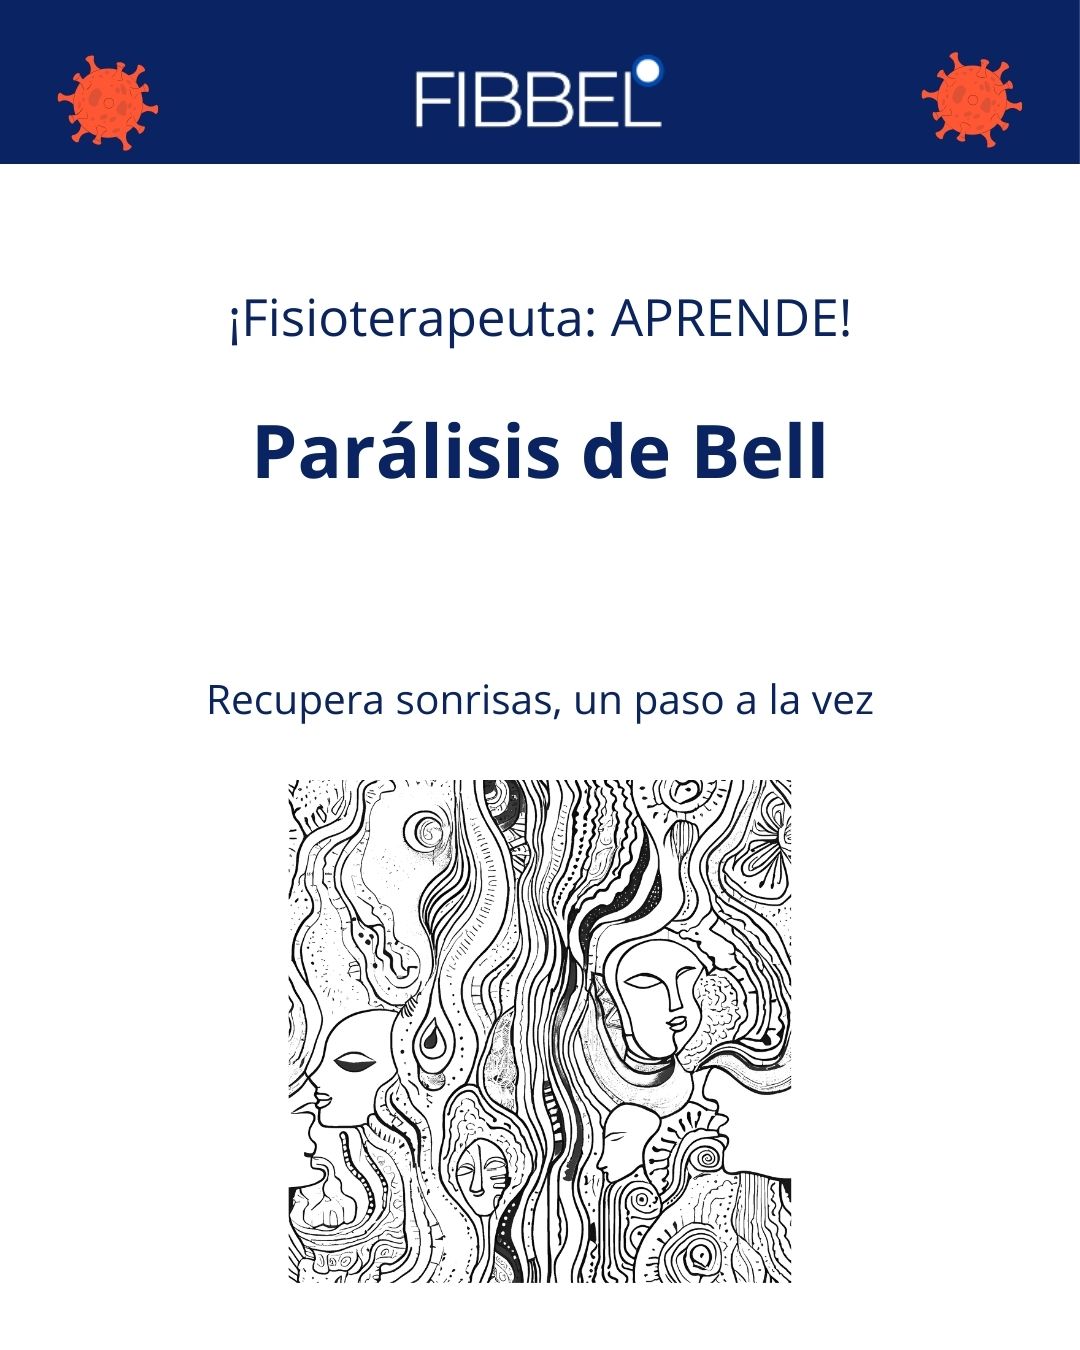 FIBBEL
¡Fisioterapeuta: APRENDE!
Parálisis de Bell
Recupera sonrisas, un paso a la vez